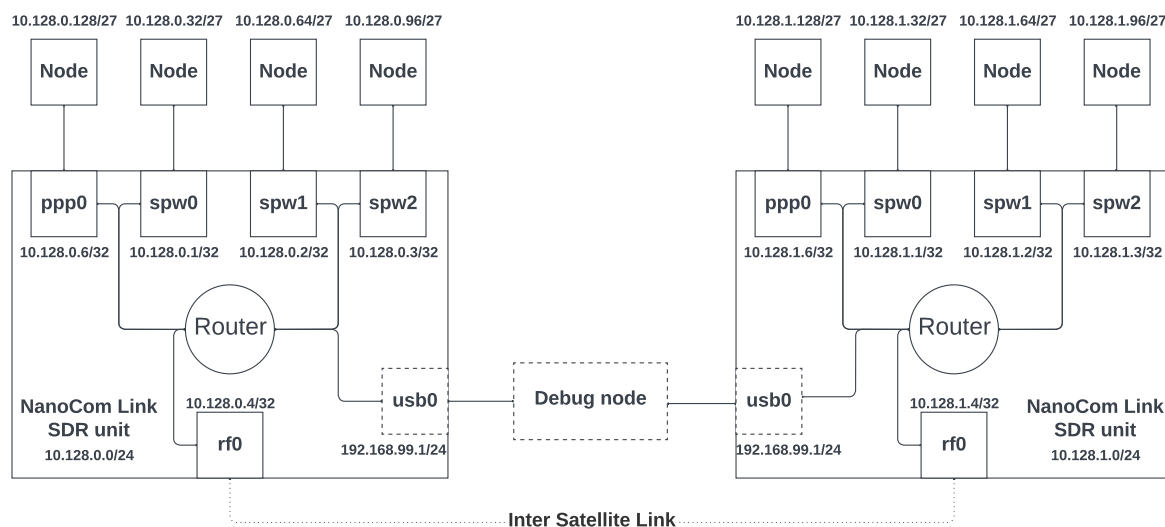 10.128.0.128/27 10.128.0.32/27 10.128.0.64/27 10.128.0.96/27
Node Node Node Node
ppp0 spw0 spw1 spw2
10.128.0.6/32 10.128.0.1/32 10.128.0.2/32 10.128.0.3/32
Router
usb0
192.168.99.1/24
NanoCom Link
SDR unit
10.128.0.0/24
10.128.0.4/32
rf0
Debug node
10.128.1.128/27 10.128.1.32/27 10.128.1.64/27 10.128.1.96/27
Node Node Node Node
ppp0 spw0 spw1 spw2
10.128.1.6/32 10.128.1.1/32 10.128.1.2/32 10.128.1.3/32
Router
usb0
192.168.99.1/24
10.128.1.4/32
rf0
NanoCom Link
SDR unit
10.128.1.0/24
Inter Satellite Link